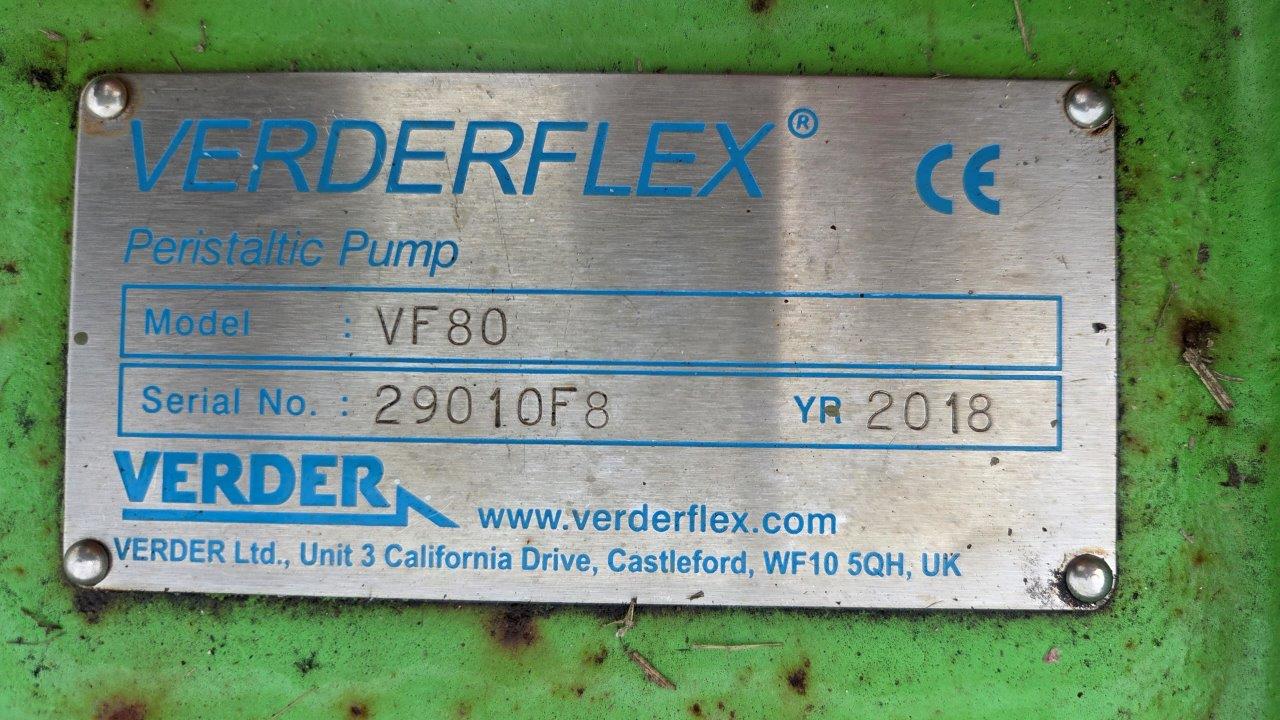 VERDERFLEX®
CE
Peristaltic Pump
Model : VF80
Serial No. : 29010F8 YR 2018
VERDER
www.verderflex.com
VERDER Ltd., Unit 3 California Drive, Castleford, WF10 5QH, UK